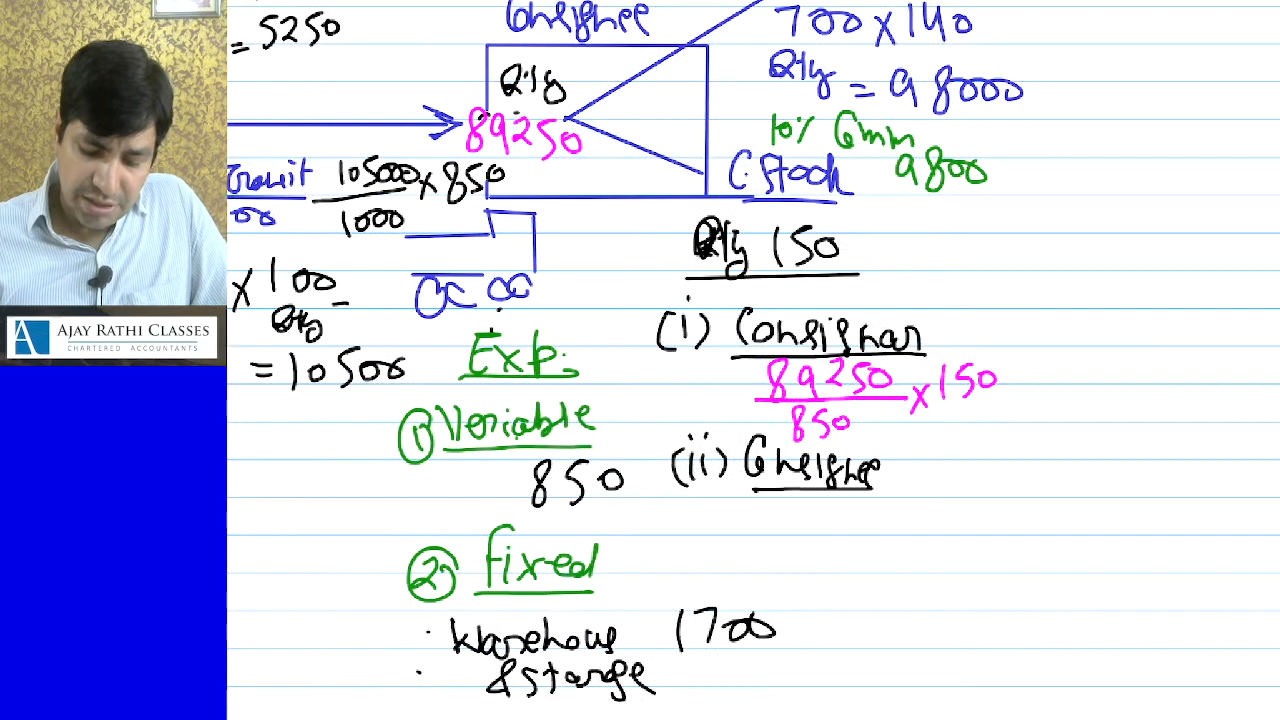 = 5250
Consignee
Qty
89250
700 x 140
Qty = 98000
10% Comm
9800
C. Stock
Transit
105000 x 850
1000
Qty 150
x 100
Qty
= 10500
(i) Consignor
89250 x 150
850
(ii) Consignee
Exp.
① Variable
850
② fixed
. Warehouse 1700
. & Storage
AJAY RATHI CLASSES
CHARTERED ACCOUNTANTS